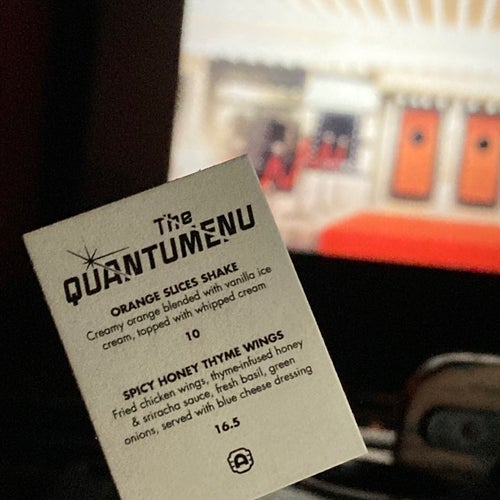 The
QUANTUMENU
ORANGE SLICES SHAKE
Creamy orange blended with vanilla ice
cream, topped with whipped cream
10
SPICY HONEY THYME WINGS
Fried chicken wings, thyme-infused honey
& sriracha sauce, fresh basil, green
onions, served with blue cheese dressing
16.5